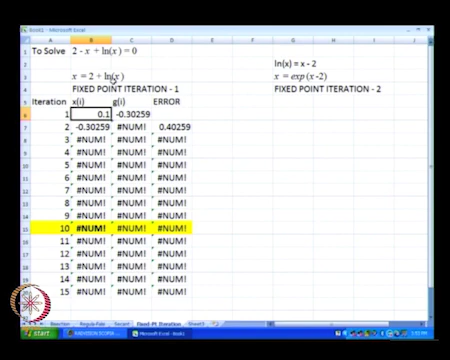 Book1 - Microsoft Excel
To Solve 2 - x + ln(x) = 0
ln(x) = x - 2
x = 2 + ln(x) x = exp(x-2)
FIXED POINT ITERATION - 1 FIXED POINT ITERATION - 2
Iteration x(i) g(i) ERROR
1 0.1 -0.30259
2 -0.30259 #NUM! 0.40259
3 #NUM! #NUM! #NUM!
4 #NUM! #NUM! #NUM!
5 #NUM! #NUM! #NUM!
6 #NUM! #NUM! #NUM!
7 #NUM! #NUM! #NUM!
8 #NUM! #NUM! #NUM!
9 #NUM! #NUM! #NUM!
10 #NUM! #NUM! #NUM!
11 #NUM! #NUM! #NUM!
12 #NUM! #NUM! #NUM!
13 #NUM! #NUM! #NUM!
14 #NUM! #NUM! #NUM!
15 #NUM! #NUM! #NUM!
Bisection Regula Falsi Secant Fixed-Pt Iteration Sheet3
start